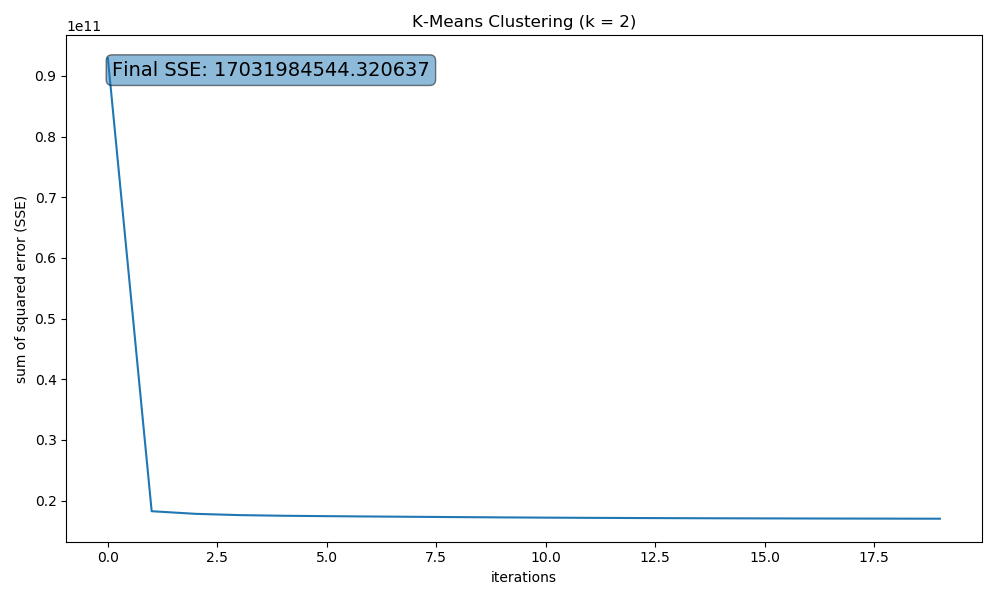 K-Means Clustering (k = 2)
1e11
Final SSE: 17031984544.320637
0.9
0.8
0.7
0.6
0.5
0.4
0.3
0.2
sum of squared error (SSE)
0.0 2.5 5.0 7.5 10.0 12.5 15.0 17.5
iterations